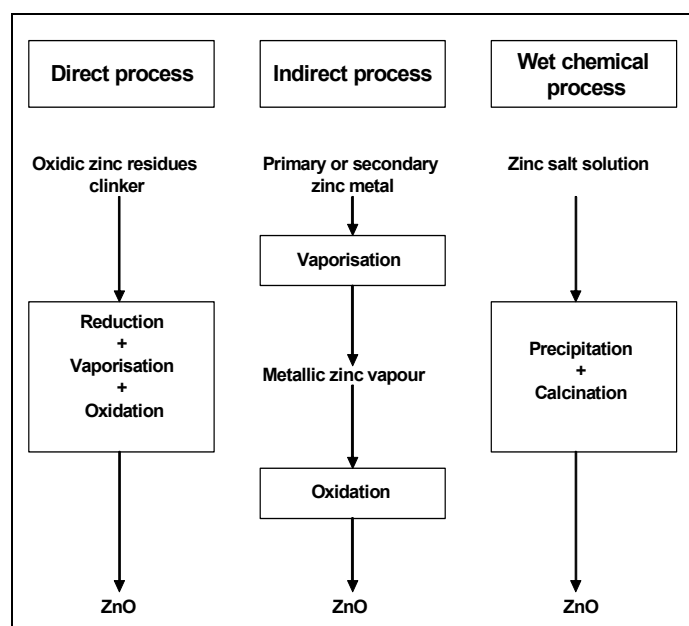 Direct process
Oxidic zinc residues
clinker
Reduction
+
Vaporisation
+
Oxidation
ZnO
Indirect process
Primary or secondary
zinc metal
Vaporisation
Metallic zinc vapour
Oxidation
ZnO
Wet chemical
process
Zinc salt solution
Precipitation
+
Calcination
ZnO